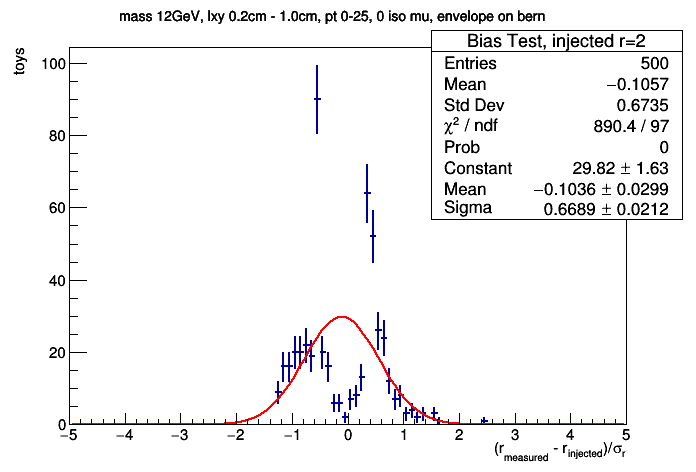 mass 12GeV, lxy 0.2cm - 1.0cm, pt 0-25, 0 iso mu, envelope on bern
Bias Test, injected r=2
Entries 500
Mean −0.1057
Std Dev 0.6735
χ² / ndf 890.4 / 97
Prob 0
Constant 29.82 ± 1.63
Mean −0.1036 ± 0.0299
Sigma 0.6689 ± 0.0212
toys
100
80
60
40
20
0
−5 −4 −3 −2 −1 0 1 2 3 4 5
(r_measured - r_injected)/σ_r